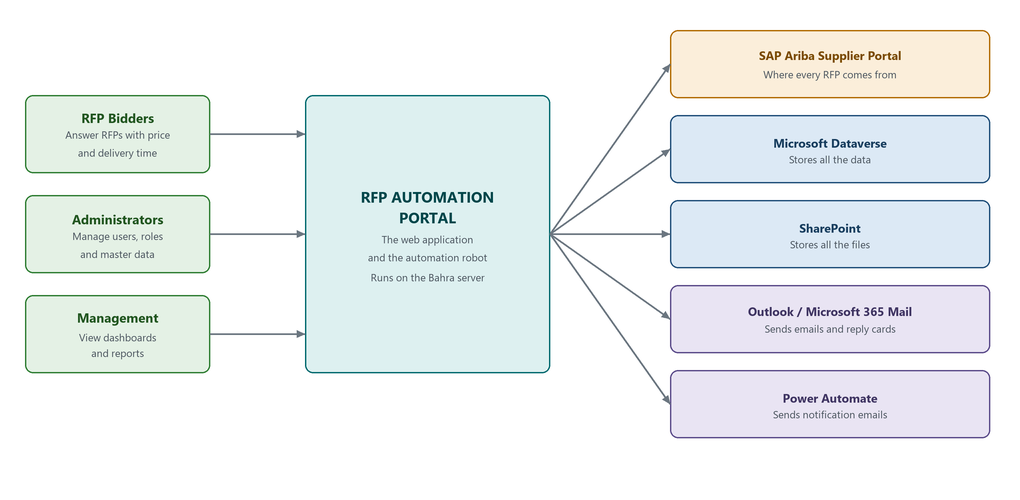 RFP Bidders
Answer RFPs with price
and delivery time
Administrators
Manage users, roles
and master data
Management
View dashboards
and reports
RFP AUTOMATION
PORTAL
The web application
and the automation robot
Runs on the Bahra server
SAP Ariba Supplier Portal
Where every RFP comes from
Microsoft Dataverse
Stores all the data
SharePoint
Stores all the files
Outlook / Microsoft 365 Mail
Sends emails and reply cards
Power Automate
Sends notification emails